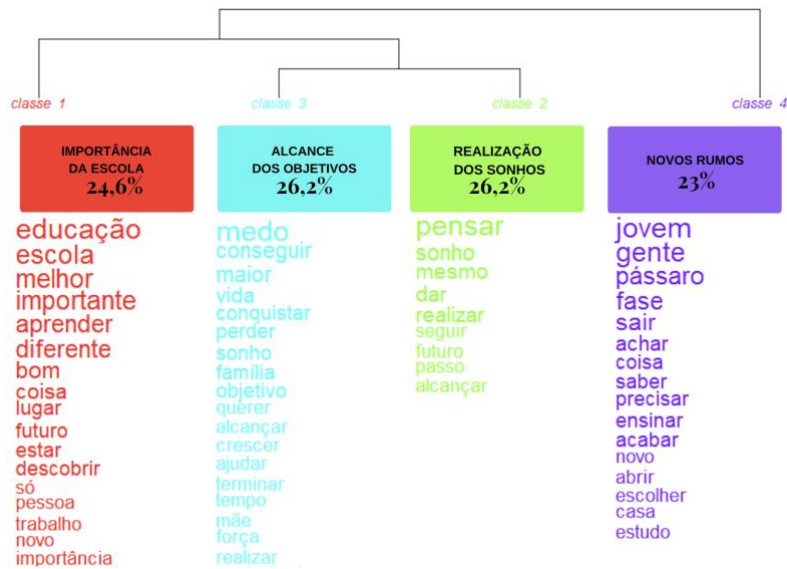 classe 1
classe 3
classe 2
classe 4
IMPORTÂNCIA
DA ESCOLA
24,6%
ALCANCE
DOS OBJETIVOS
26,2%
REALIZAÇÃO
DOS SONHOS
26,2%
NOVOS RUMOS
23%
educação
escola
melhor
importante
aprender
diferente
bom
coisa
lugar
futuro
estar
descobrir
só
pessoa
trabalho
novo
importância
medo
conseguir
maior
vida
conquistar
perder
sonho
família
objetivo
querer
alcançar
crescer
ajudar
terminar
tempo
mãe
força
realizar
pensar
sonho
mesmo
dar
realizar
seguir
futuro
passo
alcançar
jovem
gente
pássaro
fase
sair
achar
coisa
saber
precisar
ensinar
acabar
novo
abrir
escolher
casa
estudo